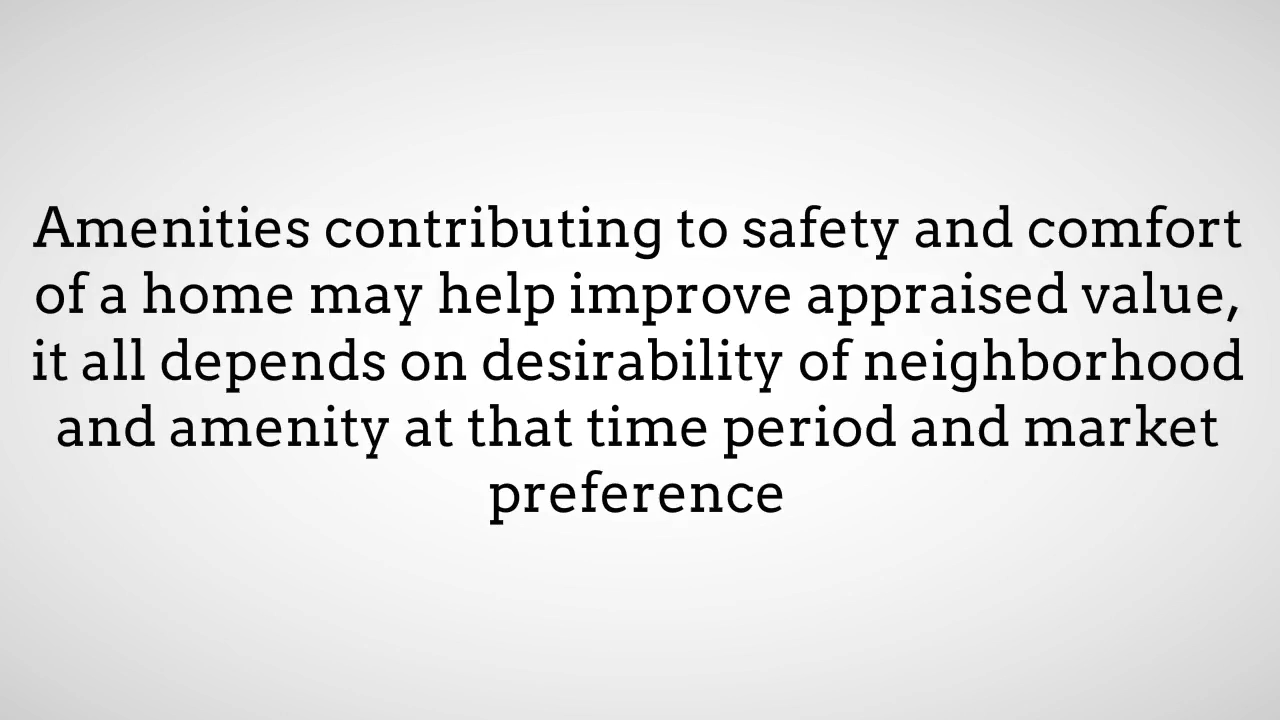 Amenities contributing to safety and comfort
of a home may help improve appraised value,
it all depends on desirability of neighborhood
and amenity at that time period and market
preference